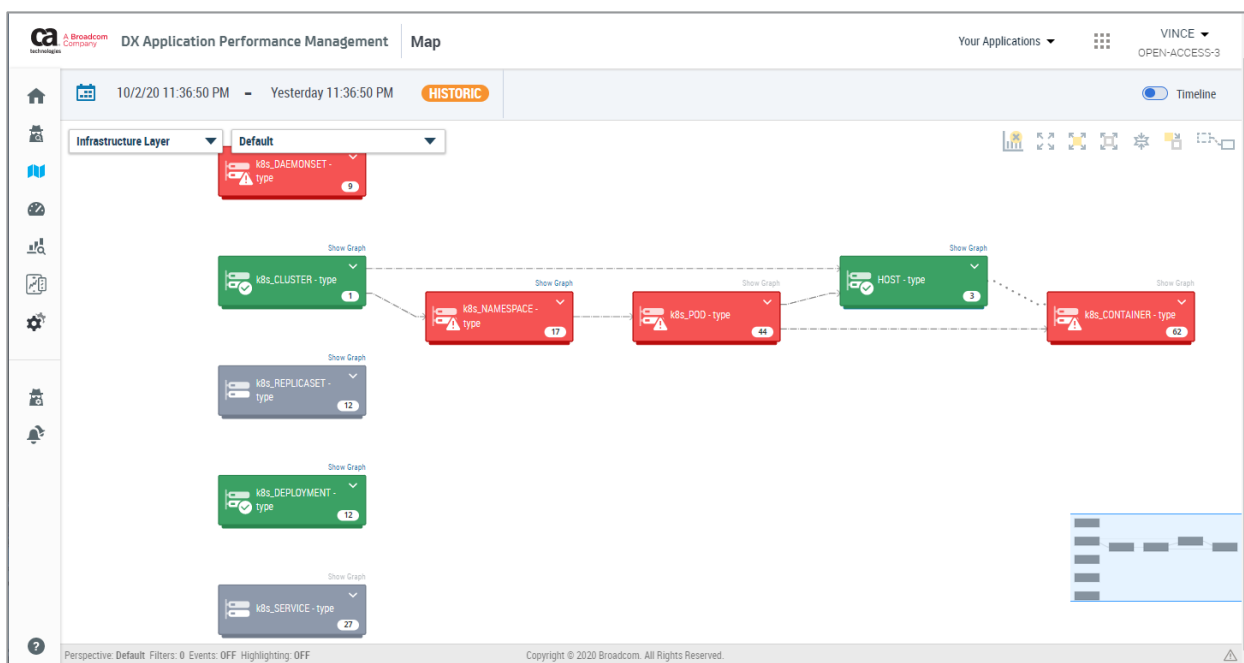 ca
technologies
A Broadcom
Company
DX Application Performance Management
Map
Your Applications
VINCE
OPEN-ACCESS-3
10/2/20 11:36:50 PM – Yesterday 11:36:50 PM
HISTORIC
Timeline
Infrastructure Layer
Default
k8s_DAEMONSET -
type
9
Show Graph
k8s_CLUSTER - type
1
Show Graph
k8s_NAMESPACE -
type
17
Show Graph
k8s_POD - type
44
Show Graph
HOST - type
3
Show Graph
k8s_CONTAINER - type
62
Show Graph
k8s_REPLICASET -
type
12
Show Graph
k8s_DEPLOYMENT -
type
12
Show Graph
k8s_SERVICE - type
27
Perspective: Default Filters: 0 Events: OFF Highlighting: OFF
Copyright © 2020 Broadcom. All Rights Reserved.